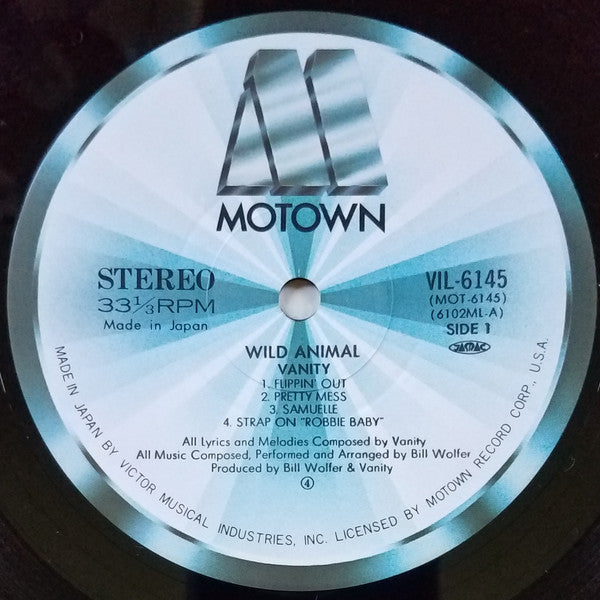 M
MOTOWN
STEREO
33⅓RPM
Made in Japan
VIL-6145
(MOT-6145)
(6102ML-A)
SIDE 1
JASRAC
WILD ANIMAL
VANITY
1. FLIPPIN' OUT
2. PRETTY MESS
3. SAMUELLE
4. STRAP ON "ROBBIE BABY"
All Lyrics and Melodies Composed by Vanity
All Music Composed, Performed and Arranged by Bill Wolfer
Produced by Bill Wolfer & Vanity
④
MADE IN JAPAN BY VICTOR MUSICAL INDUSTRIES, INC. LICENSED BY MOTOWN RECORD CORP., U.S.A.